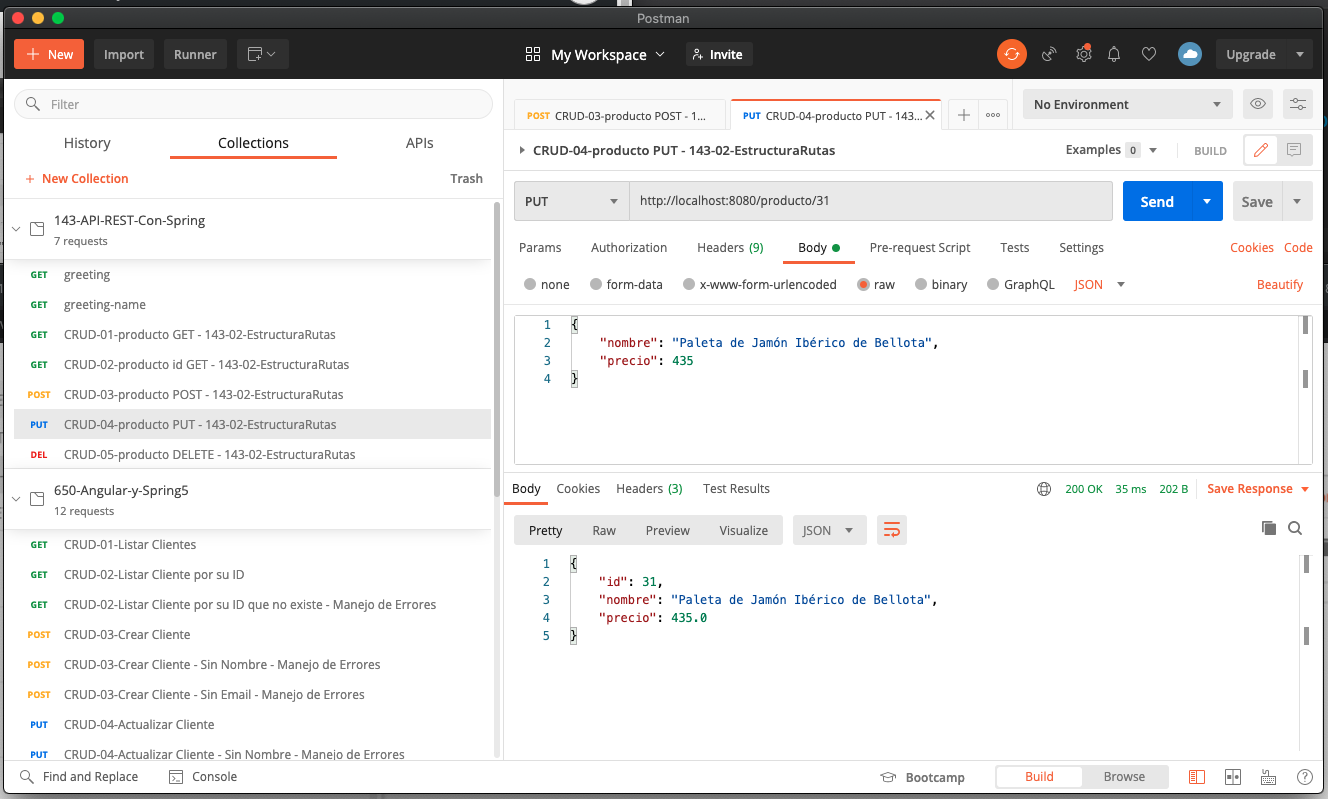 Postman
New
Import
Runner
My Workspace
Invite
Upgrade
Filter
History
Collections
APIs
+ New Collection
Trash
143-API-REST-Con-Spring
7 requests
GET greeting
GET greeting-name
GET CRUD-01-producto GET - 143-02-EstructuraRutas
GET CRUD-02-producto id GET - 143-02-EstructuraRutas
POST CRUD-03-producto POST - 143-02-EstructuraRutas
PUT CRUD-04-producto PUT - 143-02-EstructuraRutas
DEL CRUD-05-producto DELETE - 143-02-EstructuraRutas
650-Angular-y-Spring5
12 requests
GET CRUD-01-Listar Clientes
GET CRUD-02-Listar Cliente por su ID
GET CRUD-02-Listar Cliente por su ID que no existe - Manejo de Errores
POST CRUD-03-Crear Cliente
POST CRUD-03-Crear Cliente - Sin Nombre - Manejo de Errores
POST CRUD-03-Crear Cliente - Sin Email - Manejo de Errores
PUT CRUD-04-Actualizar Cliente
PUT CRUD-04-Actualizar Cliente - Sin Nombre - Manejo de Errores
POST CRUD-03-producto POST - 1...
PUT CRUD-04-producto PUT - 143...
No Environment
CRUD-04-producto PUT - 143-02-EstructuraRutas
Examples 0
BUILD
PUT
http://localhost:8080/producto/31
Send
Save
Params
Authorization
Headers (9)
Body
Pre-request Script
Tests
Settings
Cookies
Code
none
form-data
x-www-form-urlencoded
raw
binary
GraphQL
JSON
Beautify
1 {
2 "nombre": "Paleta de Jamón Ibérico de Bellota",
3 "precio": 435
4 }
Body
Cookies
Headers (3)
Test Results
200 OK
35 ms
202 B
Save Response
Pretty
Raw
Preview
Visualize
JSON
1 {
2 "id": 31,
3 "nombre": "Paleta de Jamón Ibérico de Bellota",
4 "precio": 435.0
5 }
Find and Replace
Console
Bootcamp
Build
Browse